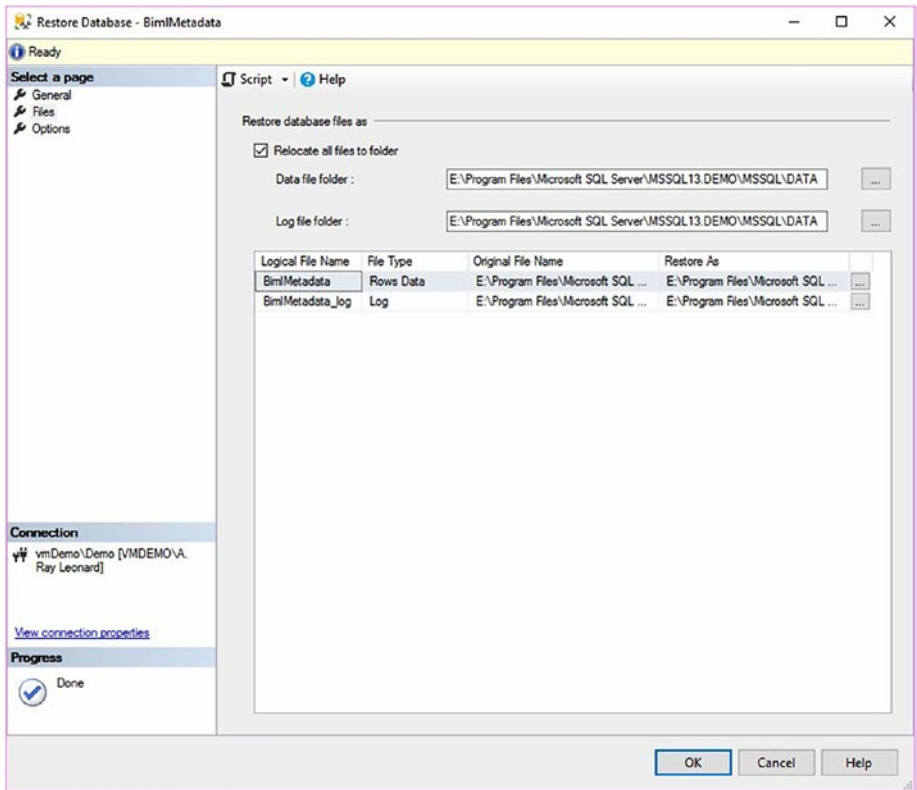 Restore Database - BimlMetadata
Ready
Select a page
General
Files
Options
Script
Help
Restore database files as
Relocate all files to folder
Data file folder :
E:\Program Files\Microsoft SQL Server\MSSQL13.DEMO\MSSQL\DATA
...
Log file folder :
E:\Program Files\Microsoft SQL Server\MSSQL13.DEMO\MSSQL\DATA
...
Logical File Name File Type Original File Name Restore As
BimlMetadata Rows Data E:\Program Files\Microsoft SQL ... E:\Program Files\Microsoft SQL ... ...
BimlMetadata_log Log E:\Program Files\Microsoft SQL ... E:\Program Files\Microsoft SQL ... ...
Connection
vmDemo\Demo [VMDEMO\A.
Ray Leonard]
View connection properties
Progress
Done
OK Cancel Help